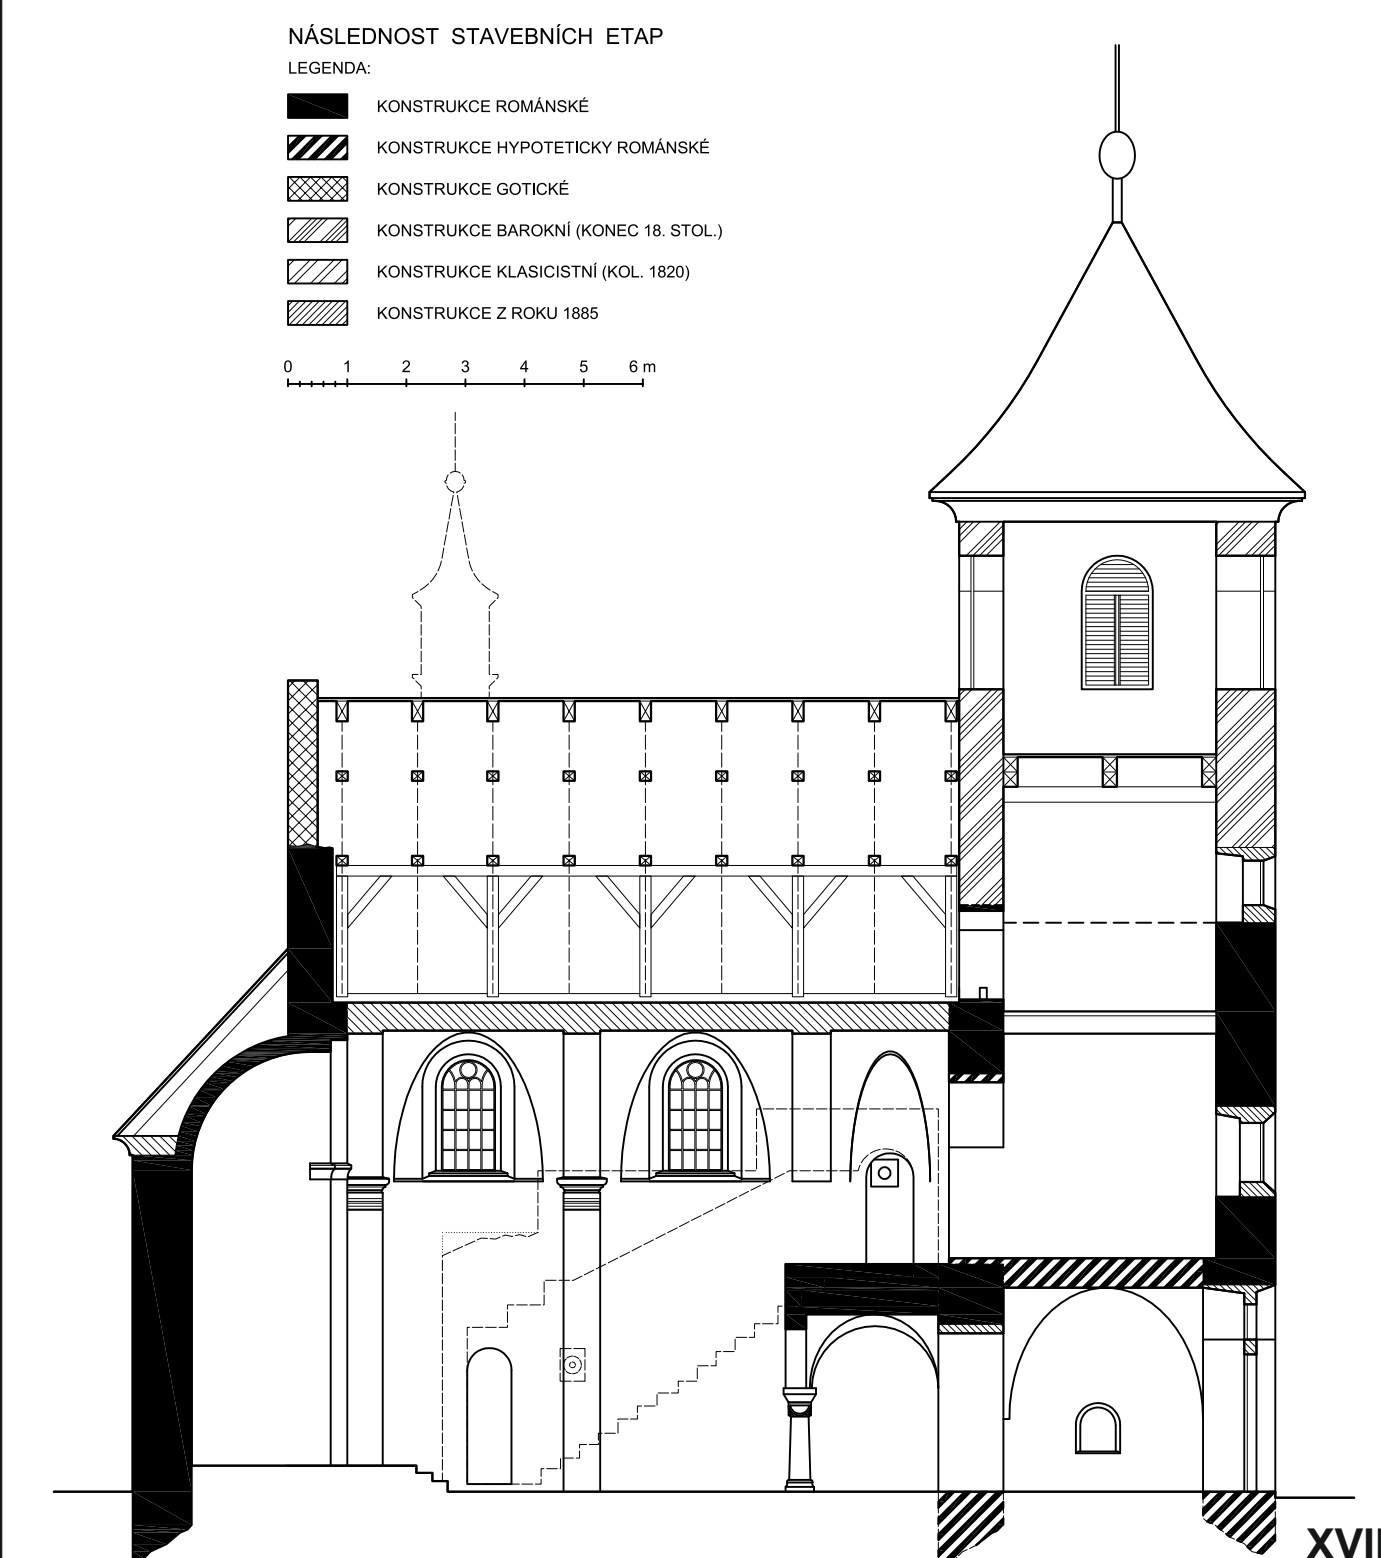 NÁSLEDNOST STAVEBNÍCH ETAP
LEGENDA:
KONSTRUKCE ROMÁNSKÉ
KONSTRUKCE HYPOTETICKY ROMÁNSKÉ
KONSTRUKCE GOTICKÉ
KONSTRUKCE BAROKNÍ (KONEC 18. STOL.)
KONSTRUKCE KLASICISTNÍ (KOL. 1820)
KONSTRUKCE Z ROKU 1885
0 1 2 3 4 5 6 m